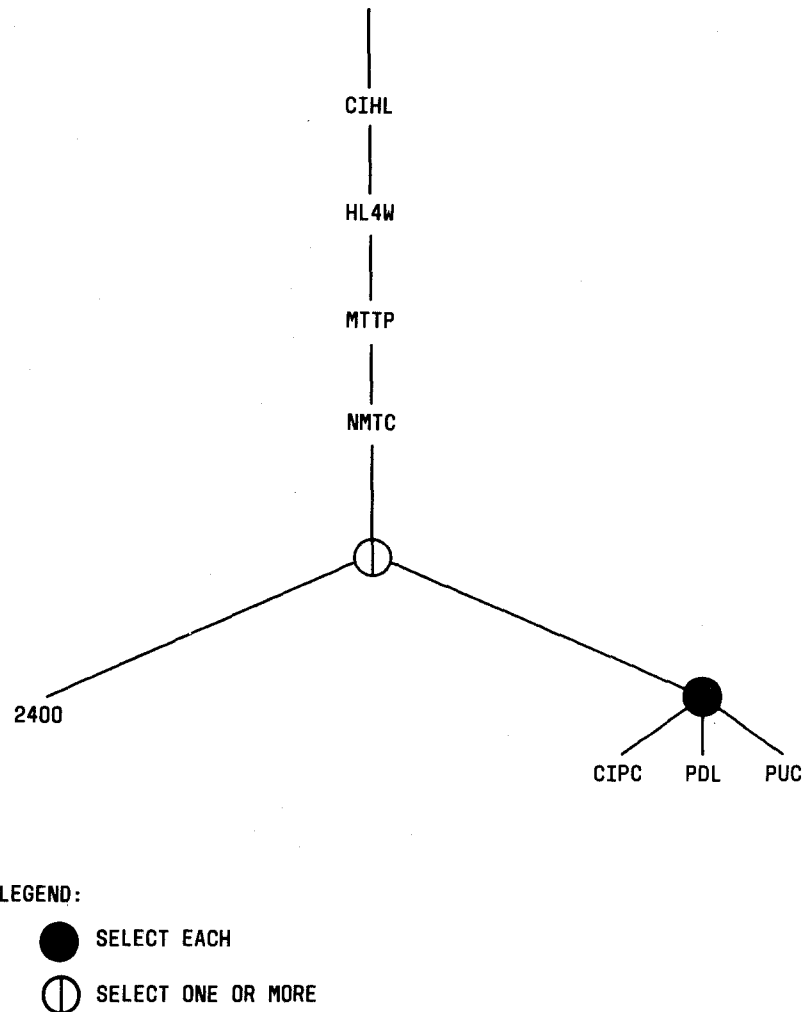 CIHL
HL4W
MTTP
NMTC
2400
CIPC PDL PUC
LEGEND:
SELECT EACH
SELECT ONE OR MORE